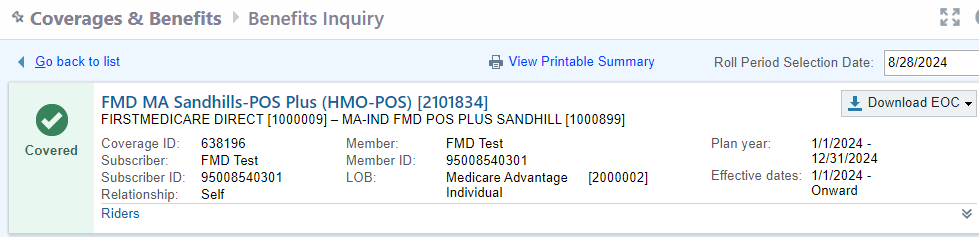 Coverages & Benefits Benefits Inquiry
Go back to list View Printable Summary Roll Period Selection Date: 8/28/2024
FMD MA Sandhills-POS Plus (HMO-POS) [2101834] Download EOC
FIRSTMEDICARE DIRECT [1000009] – MA-IND FMD POS PLUS SANDHILL [1000899]
Covered
Coverage ID: 638196 Member: FMD Test Plan year: 1/1/2024 -
Subscriber: FMD Test Member ID: 95008540301 12/31/2024
Subscriber ID: 95008540301 LOB: Medicare Advantage [2000002] Effective dates: 1/1/2024 -
Relationship: Self Individual Onward
Riders